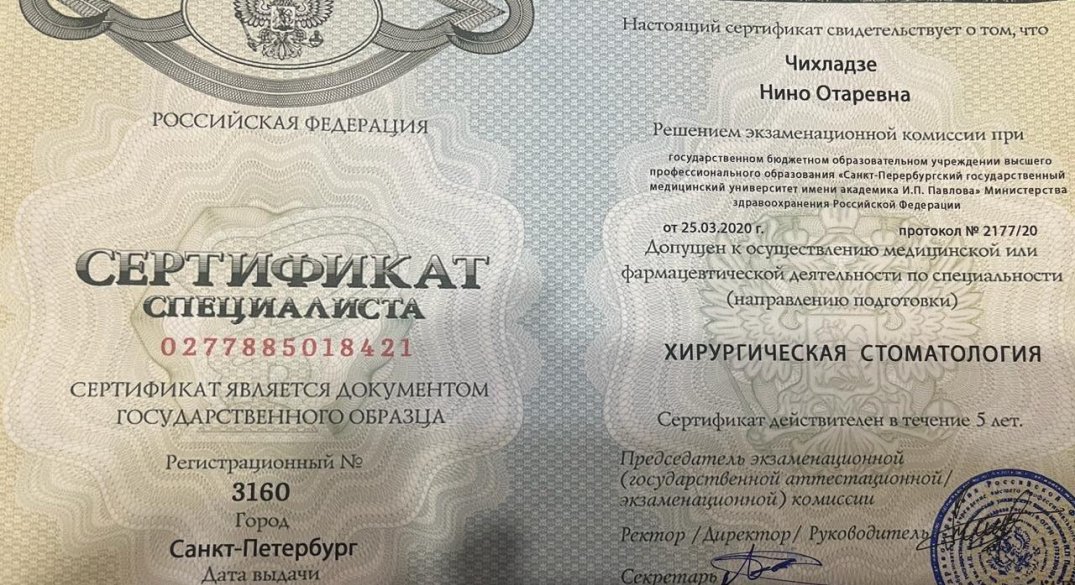 РОССИЙСКАЯ ФЕДЕРАЦИЯ
СЕРТИФИКАТ
СПЕЦИАЛИСТА
0277885018421
СЕРТИФИКАТ ЯВЛЯЕТСЯ ДОКУМЕНТОМ
ГОСУДАРСТВЕННОГО ОБРАЗЦА
Регистрационный №
3160
Город
Санкт-Петербург
Дата выдачи
Настоящий сертификат свидетельствует о том, что
Чихладзе
Нино Отаревна
Решением экзаменационной комиссии при
государственном бюджетном образовательном учреждении высшего
профессионального образования «Санкт-Перербургский государственный
медицинский университет имени академика И.П. Павлова» Министерства
здравоохранения Российской Федерации
от 25.03.2020 г. протокол № 2177/20
Допущен к осуществлению медицинской или
фармацевтической деятельности по специальности
(направлению подготовки)
ХИРУРГИЧЕСКАЯ СТОМАТОЛОГИЯ
Сертификат действителен в течение 5 лет.
Председатель экзаменационной
(государственной аттестационной/
экзаменационной) комиссии
Ректор /Директор/ Руководитель
Секретарь